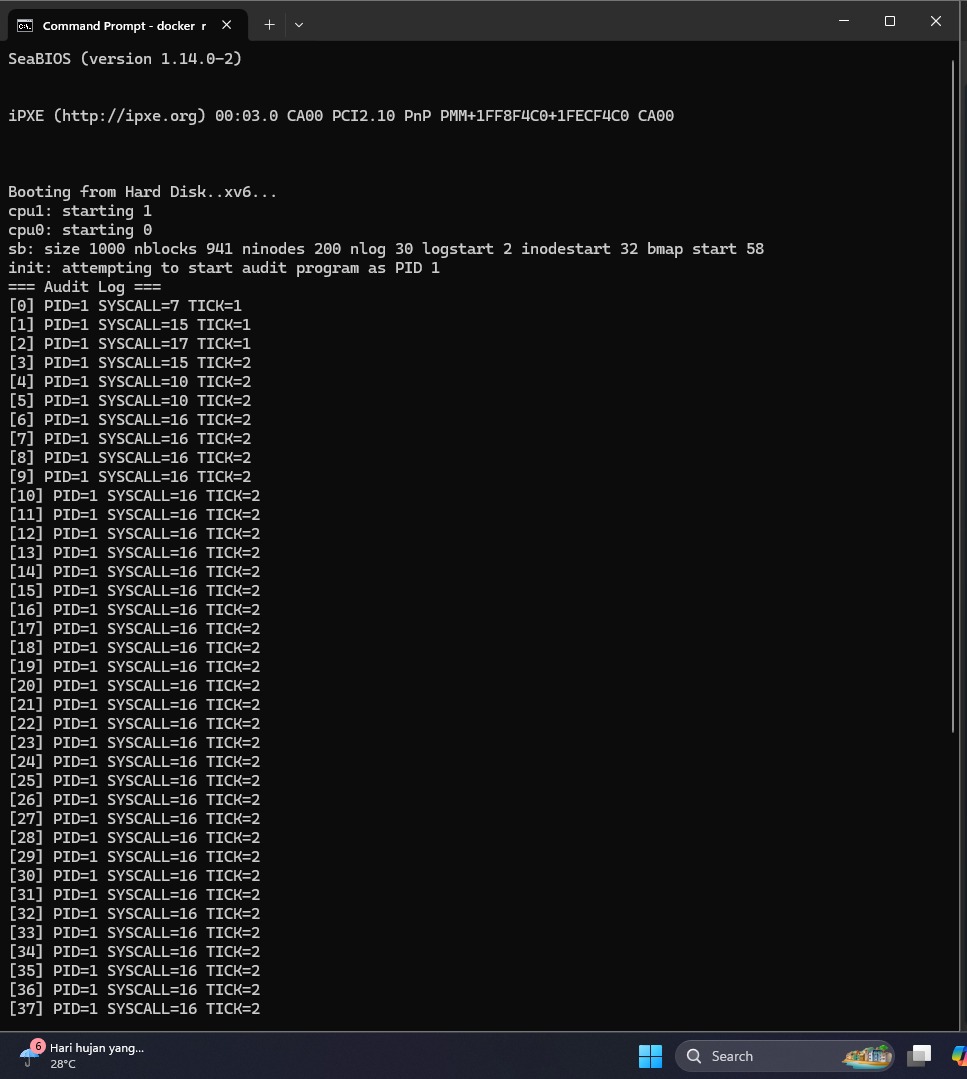 Command Prompt - docker r
SeaBIOS (version 1.14.0-2)
iPXE (http://ipxe.org) 00:03.0 CA00 PCI2.10 PnP PMM+1FF8F4C0+1FECF4C0 CA00
Booting from Hard Disk..xv6...
cpu1: starting 1
cpu0: starting 0
sb: size 1000 nblocks 941 ninodes 200 nlog 30 logstart 2 inodestart 32 bmap start 58
init: attempting to start audit program as PID 1
=== Audit Log ===
[0] PID=1 SYSCALL=7 TICK=1
[1] PID=1 SYSCALL=15 TICK=1
[2] PID=1 SYSCALL=17 TICK=1
[3] PID=1 SYSCALL=15 TICK=2
[4] PID=1 SYSCALL=10 TICK=2
[5] PID=1 SYSCALL=10 TICK=2
[6] PID=1 SYSCALL=16 TICK=2
[7] PID=1 SYSCALL=16 TICK=2
[8] PID=1 SYSCALL=16 TICK=2
[9] PID=1 SYSCALL=16 TICK=2
[10] PID=1 SYSCALL=16 TICK=2
[11] PID=1 SYSCALL=16 TICK=2
[12] PID=1 SYSCALL=16 TICK=2
[13] PID=1 SYSCALL=16 TICK=2
[14] PID=1 SYSCALL=16 TICK=2
[15] PID=1 SYSCALL=16 TICK=2
[16] PID=1 SYSCALL=16 TICK=2
[17] PID=1 SYSCALL=16 TICK=2
[18] PID=1 SYSCALL=16 TICK=2
[19] PID=1 SYSCALL=16 TICK=2
[20] PID=1 SYSCALL=16 TICK=2
[21] PID=1 SYSCALL=16 TICK=2
[22] PID=1 SYSCALL=16 TICK=2
[23] PID=1 SYSCALL=16 TICK=2
[24] PID=1 SYSCALL=16 TICK=2
[25] PID=1 SYSCALL=16 TICK=2
[26] PID=1 SYSCALL=16 TICK=2
[27] PID=1 SYSCALL=16 TICK=2
[28] PID=1 SYSCALL=16 TICK=2
[29] PID=1 SYSCALL=16 TICK=2
[30] PID=1 SYSCALL=16 TICK=2
[31] PID=1 SYSCALL=16 TICK=2
[32] PID=1 SYSCALL=16 TICK=2
[33] PID=1 SYSCALL=16 TICK=2
[34] PID=1 SYSCALL=16 TICK=2
[35] PID=1 SYSCALL=16 TICK=2
[36] PID=1 SYSCALL=16 TICK=2
[37] PID=1 SYSCALL=16 TICK=2
6
Hari hujan yang...
28°C
Search